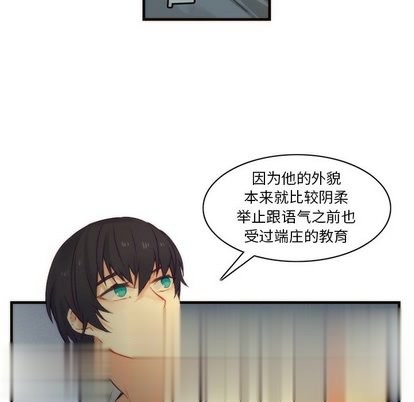 因为他的外貌
本来就比较阴柔
举止跟语气之前也
受过端庄的教育